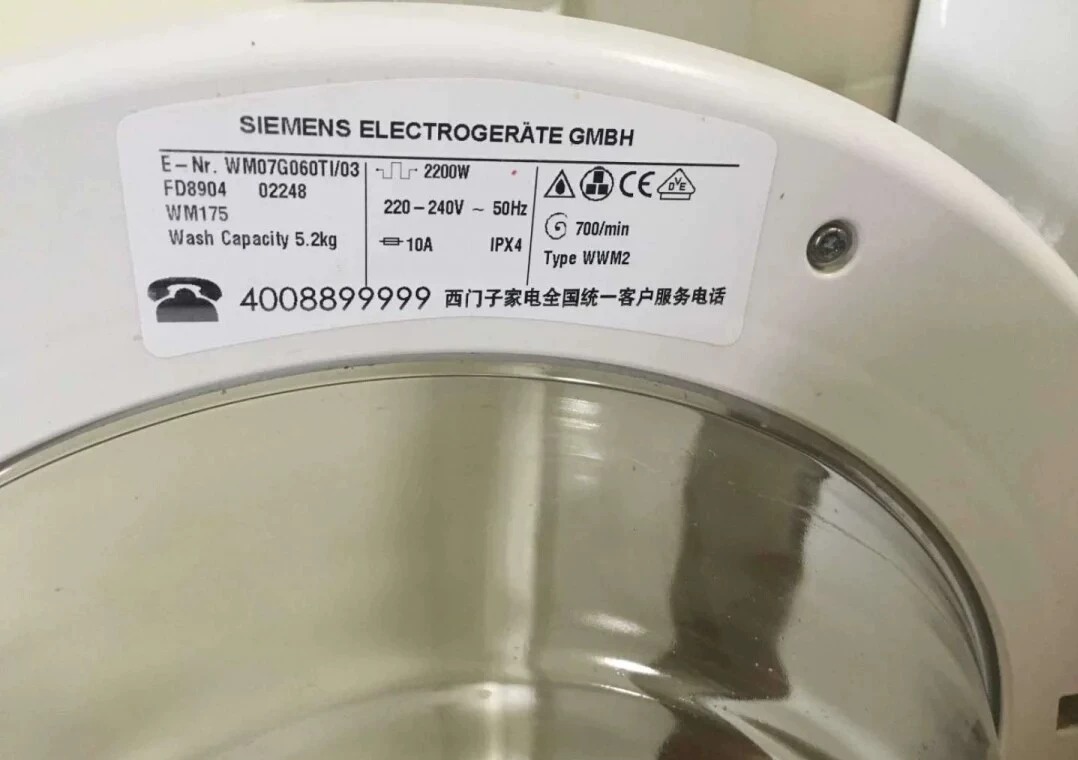 SIEMENS ELECTROGERÄTE GMBH
E-Nr. WM07G060TI/03
FD8904 02248
WM175
Wash Capacity 5.2kg
2200W
220-240V ~ 50Hz
10A IPX4
CE VDE
700/min
Type WWM2
4008899999 西门子家电全国统一客户服务电话